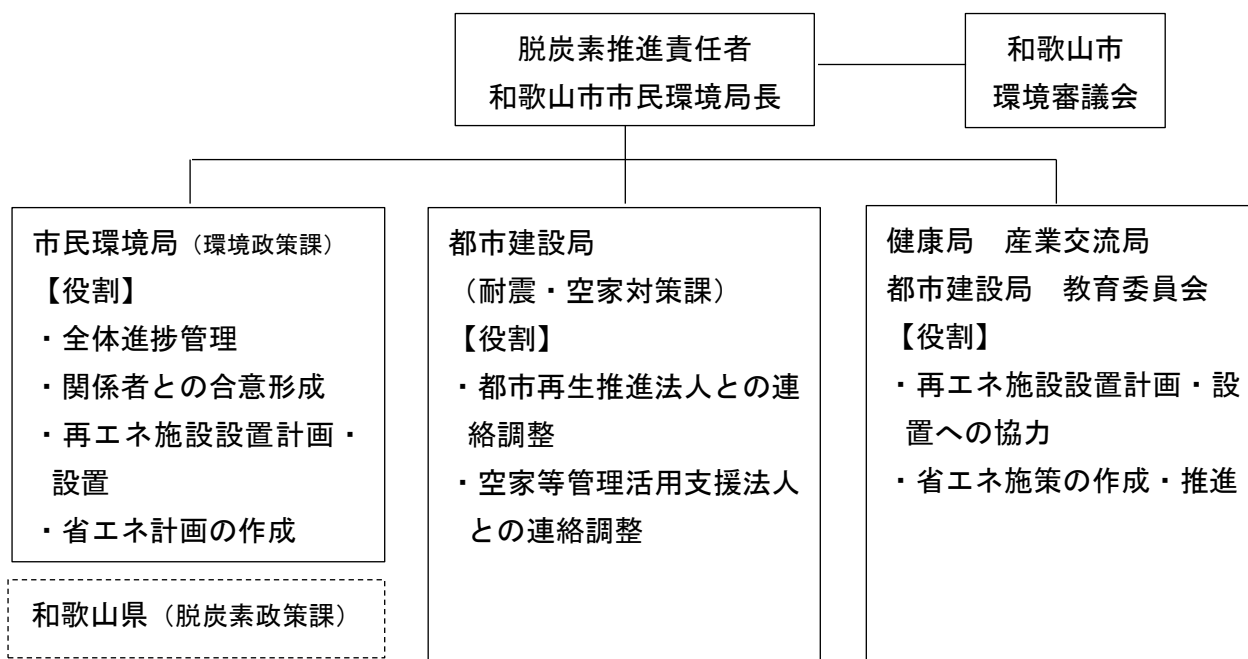 脱炭素推進責任者
和歌山市市民環境局長
和歌山市
環境審議会
市民環境局（環境政策課）
【役割】
・全体進捗管理
・関係者との合意形成
・再エネ施設設置計画・
設置
・省エネ計画の作成
和歌山県（脱炭素政策課）
都市建設局
（耐震・空家対策課）
【役割】
・都市再生推進法人との連
絡調整
・空家等管理活用支援法人
との連絡調整
健康局　産業交流局
都市建設局　教育委員会
【役割】
・再エネ施設設置計画・設
置への協力
・省エネ施策の作成・推進